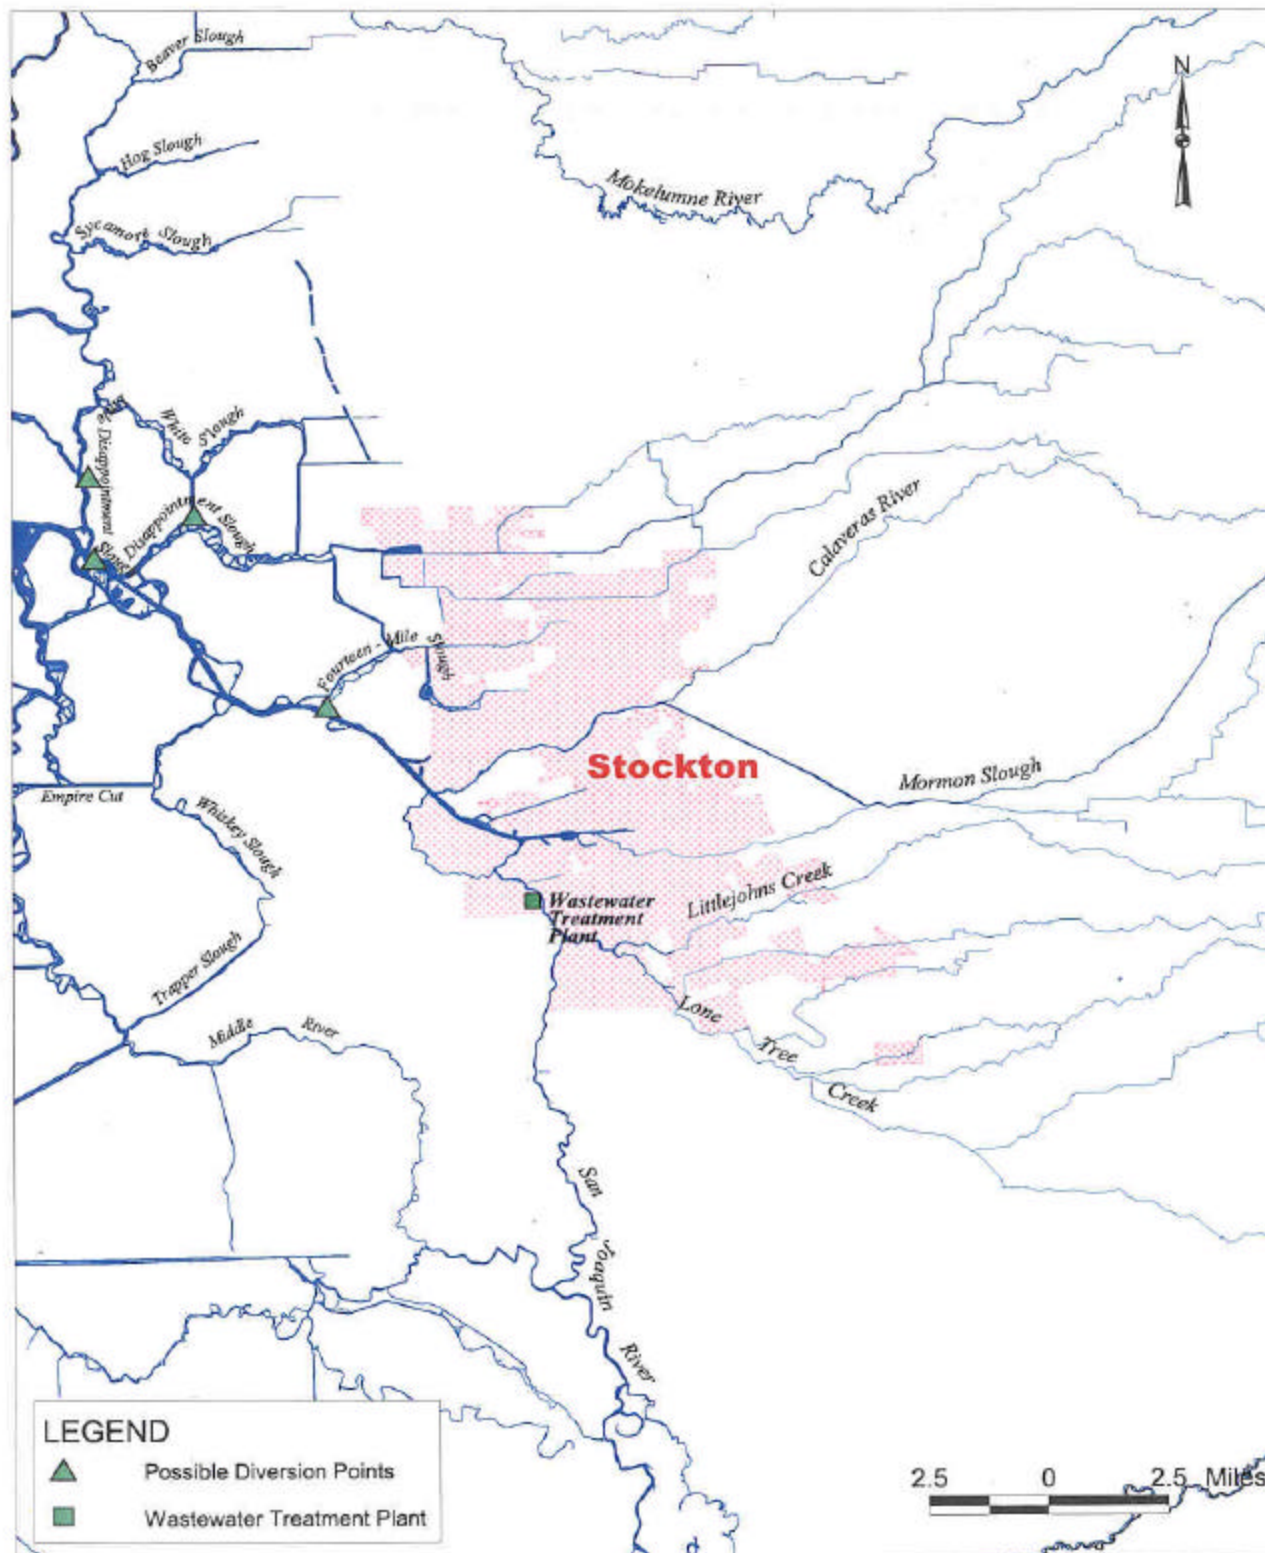 Beaver Slough
N
Hog Slough
Mokelumne River
Sycamore Slough
White Slough
Disappointment Slough
Disappointment Slough
Calaveras River
Fourteen - Mile Slough
Stockton
Mormon Slough
Empire Cut
Whiskey Slough
Littlejohns Creek
Wastewater
Treatment
Plant
Trapper Slough
Lone Tree Creek
Middle River
San Joaquin River
LEGEND
Possible Diversion Points
Wastewater Treatment Plant
2.5 0 2.5 Miles